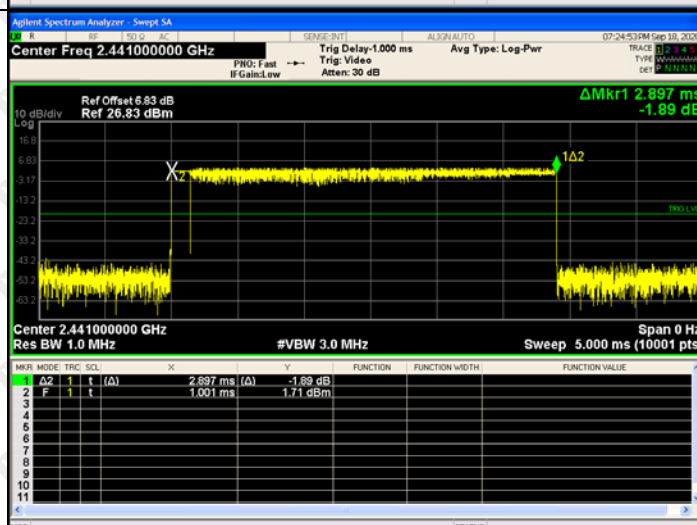 Agilent Spectrum Analyzer - Swept SA
R RF 50 Ω AC SENSE:INT ALIGN AUTO 07:24:53 PM Sep 18, 202
Center Freq 2.441000000 GHz
PNO: Fast
IFGain:Low
Trig Delay-1.000 ms
Trig: Video
Atten: 30 dB
Avg Type: Log-Pwr
TRACE 1 2 3 4 5
TYPE
DET P N N N N
ΔMkr1 2.897 ms
-1.89 dB
Ref Offset 6.83 dB
10 dB/div Ref 26.83 dBm
Log
16.8
6.83
-3.17
-13.2
-23.2
-33.2
-43.2
-53.2
-63.2
X2
1Δ2
TRIG LV
Center 2.441000000 GHz Span 0 Hz
Res BW 1.0 MHz #VBW 3.0 MHz Sweep 5.000 ms (10001 pts
MKR MODE TRC SCL X Y FUNCTION FUNCTION WIDTH FUNCTION VALUE
1 Δ2 1 t (Δ) 2.897 ms (Δ) -1.89 dB
2 F 1 t 1.001 ms 1.71 dBm
3
4
5
6
7
8
9
10
11